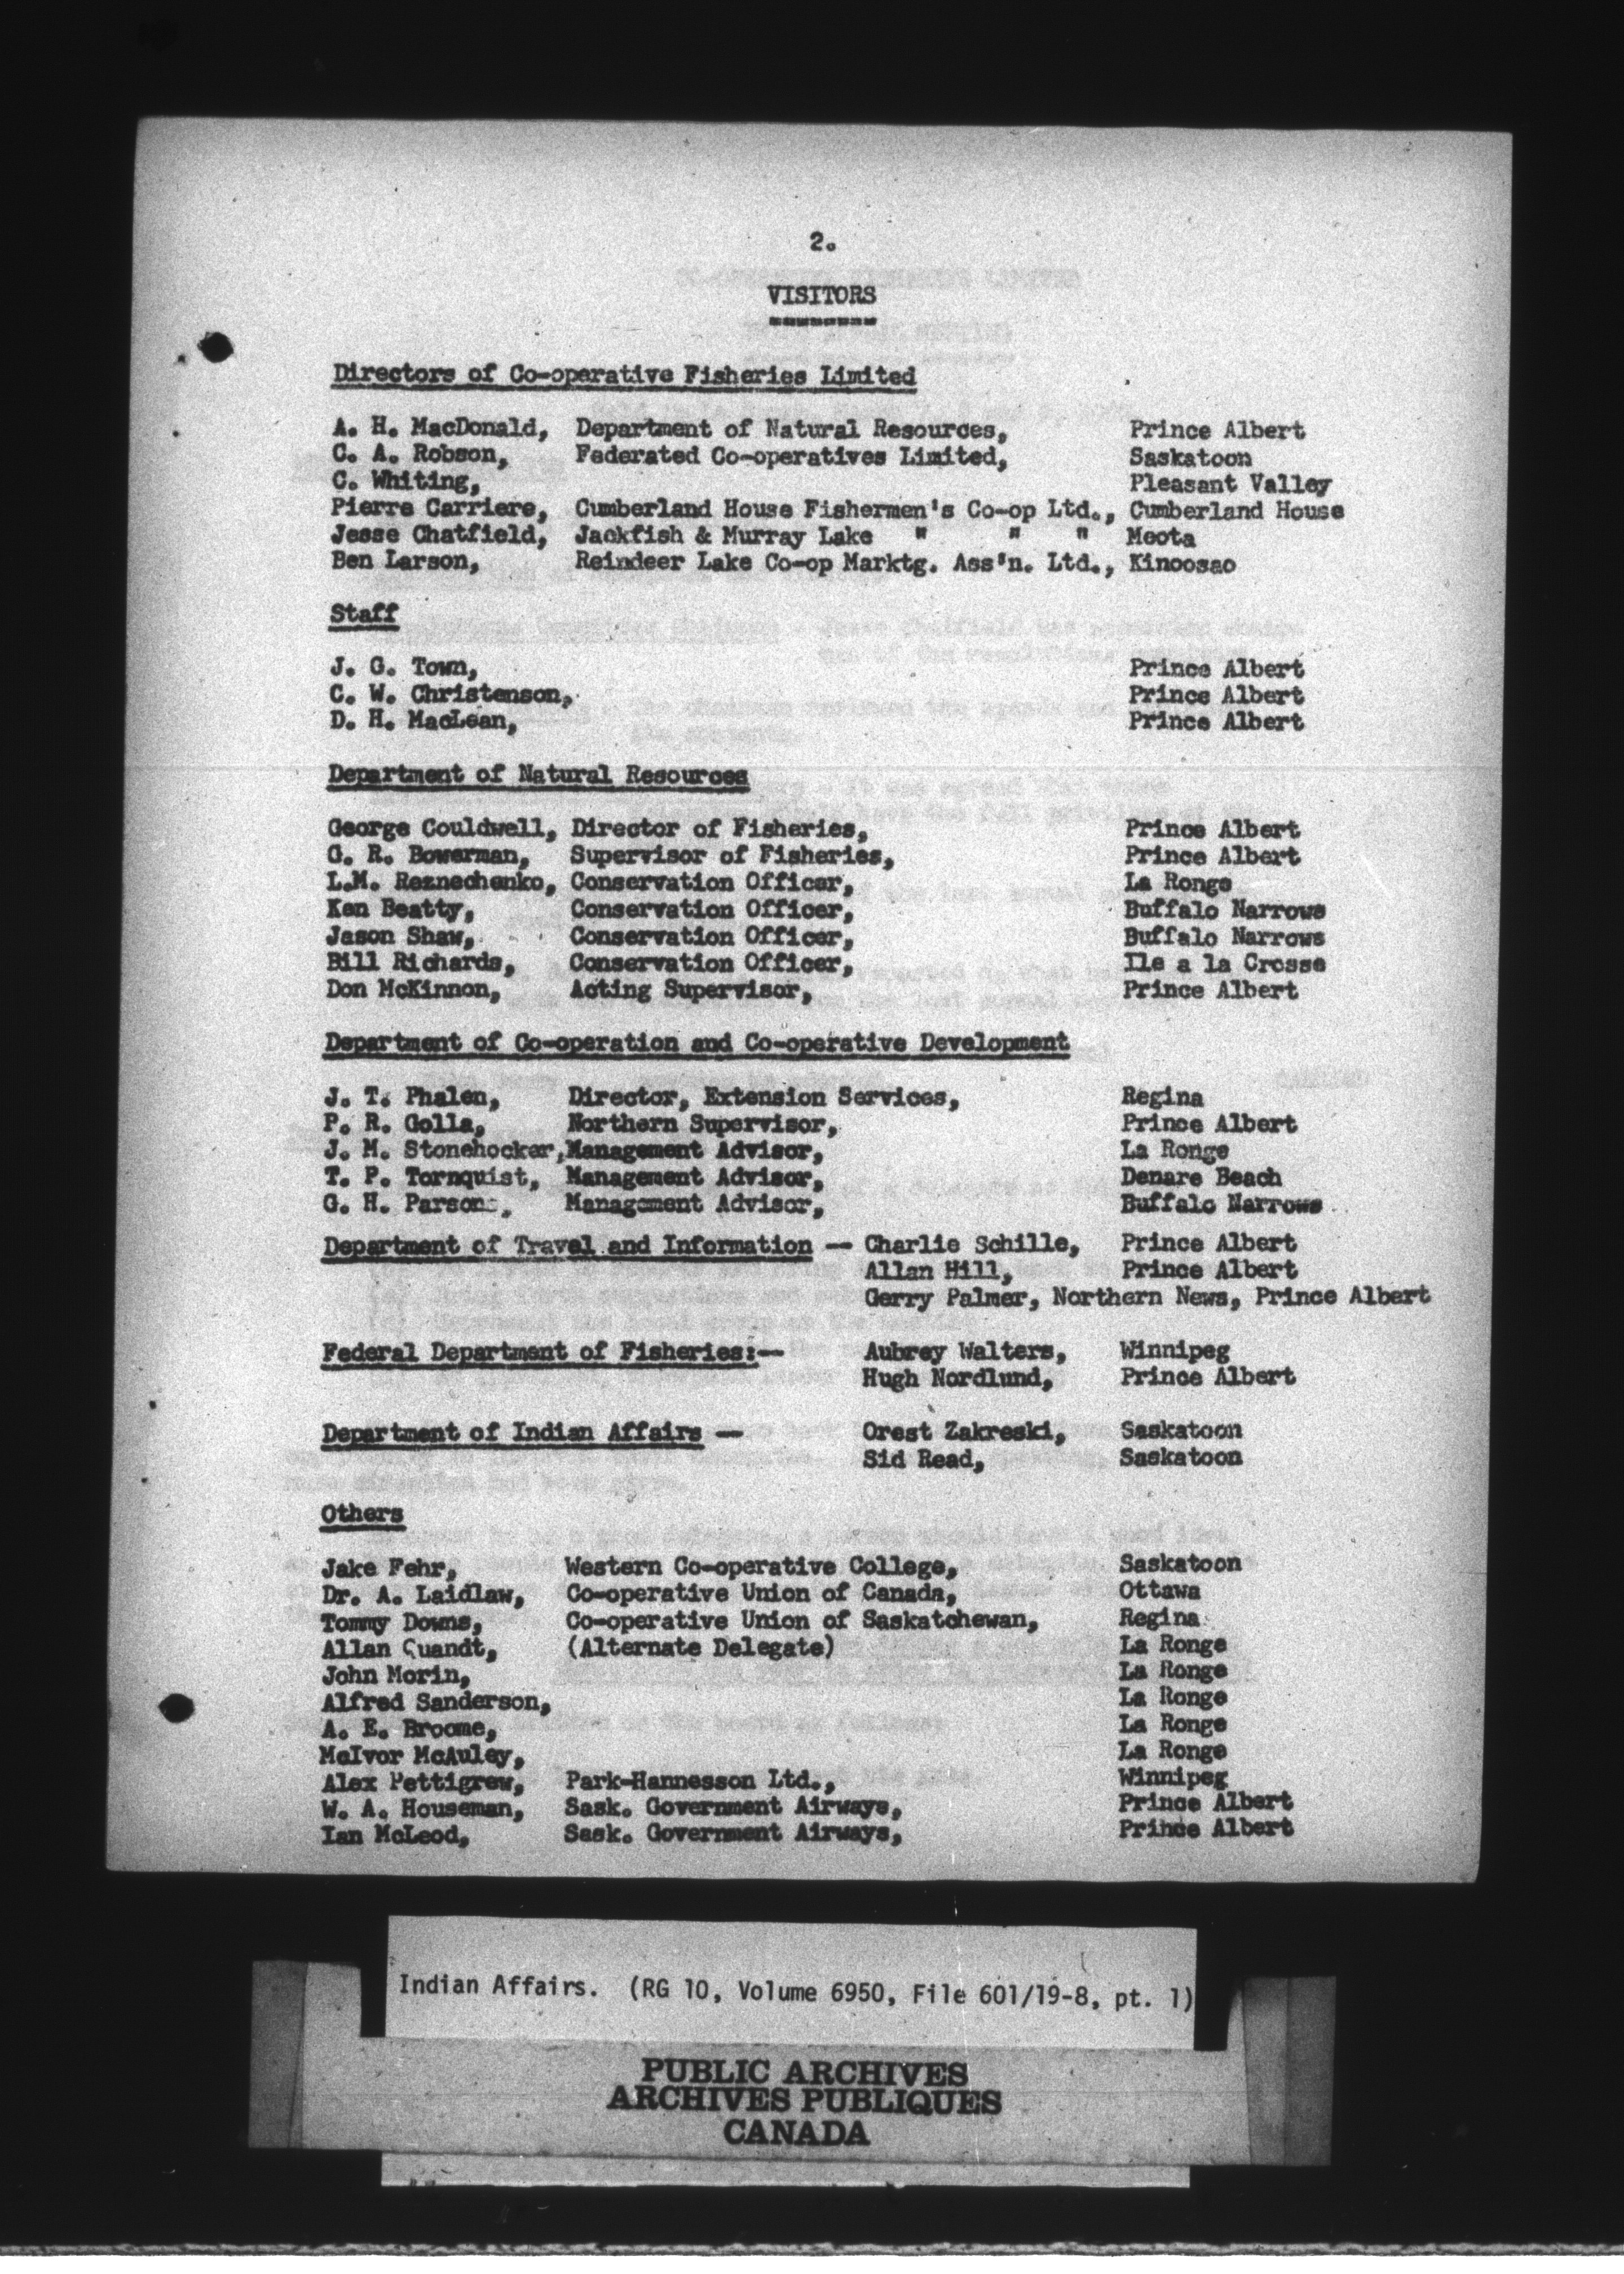 2.
VISITORS
Directors of Co-operative Fisheries Limited
A. H. MacDonald, Department of Natural Resources, Prince Albert
C. A. Robson, Federated Co-operatives Limited, Saskatoon
C. Whiting, Pleasant Valley
Pierre Carriere, Cumberland House Fishermen's Co-op Ltd., Cumberland House
Jesse Chatfield, Jackfish & Murray Lake " " " Meota
Ben Larson, Reindeer Lake Co-op Marktg. Ass'n. Ltd., Kinoosao
Staff
J. G. Town, Prince Albert
C. W. Christenson, Prince Albert
D. H. MacLean, Prince Albert
Department of Natural Resources
George Couldwell, Director of Fisheries, Prince Albert
G. R. Bowerman, Supervisor of Fisheries, Prince Albert
L.M. Reznechenko, Conservation Officer, La Ronge
Ken Beatty, Conservation Officer, Buffalo Narrows
Jason Shaw, Conservation Officer, Buffalo Narrows
Bill Richards, Conservation Officer, Ile a la Crosse
Don McKinnon, Acting Supervisor, Prince Albert
Department of Co-operation and Co-operative Development
J. T. Phalen, Director, Extension Services, Regina
P. R. Golla, Northern Supervisor, Prince Albert
J. M. Stonehocker, Management Advisor, La Ronge
T. P. Tornquist, Management Advisor, Denare Beach
G. H. Parsons, Management Advisor, Buffalo Narrows
Department of Travel and Information -- Charlie Schille, Prince Albert
Allan Hill, Prince Albert
Gerry Palmer, Northern News, Prince Albert
Federal Department of Fisheries:-- Aubrey Walters, Winnipeg
Hugh Nordlund, Prince Albert
Department of Indian Affairs -- Orest Zakreski, Saskatoon
Sid Read, Saskatoon
Others
Jake Fehr, Western Co-operative College, Saskatoon
Dr. A. Laidlaw, Co-operative Union of Canada, Ottawa
Tommy Downs, Co-operative Union of Saskatchewan, Regina
Allan Quandt, (Alternate Delegate) La Ronge
John Morin, La Ronge
Alfred Sanderson, La Ronge
A. E. Broome, La Ronge
McIvor McAuley, La Ronge
Alex Pettigrew, Park-Hannesson Ltd., Winnipeg
W. A. Houseman, Sask. Government Airways, Prince Albert
Ian McLeod, Sask. Government Airways, Prince Albert
Indian Affairs. (RG 10, Volume 6950, File 601/19-8, pt. 1)
PUBLIC ARCHIVES
ARCHIVES PUBLIQUES
CANADA